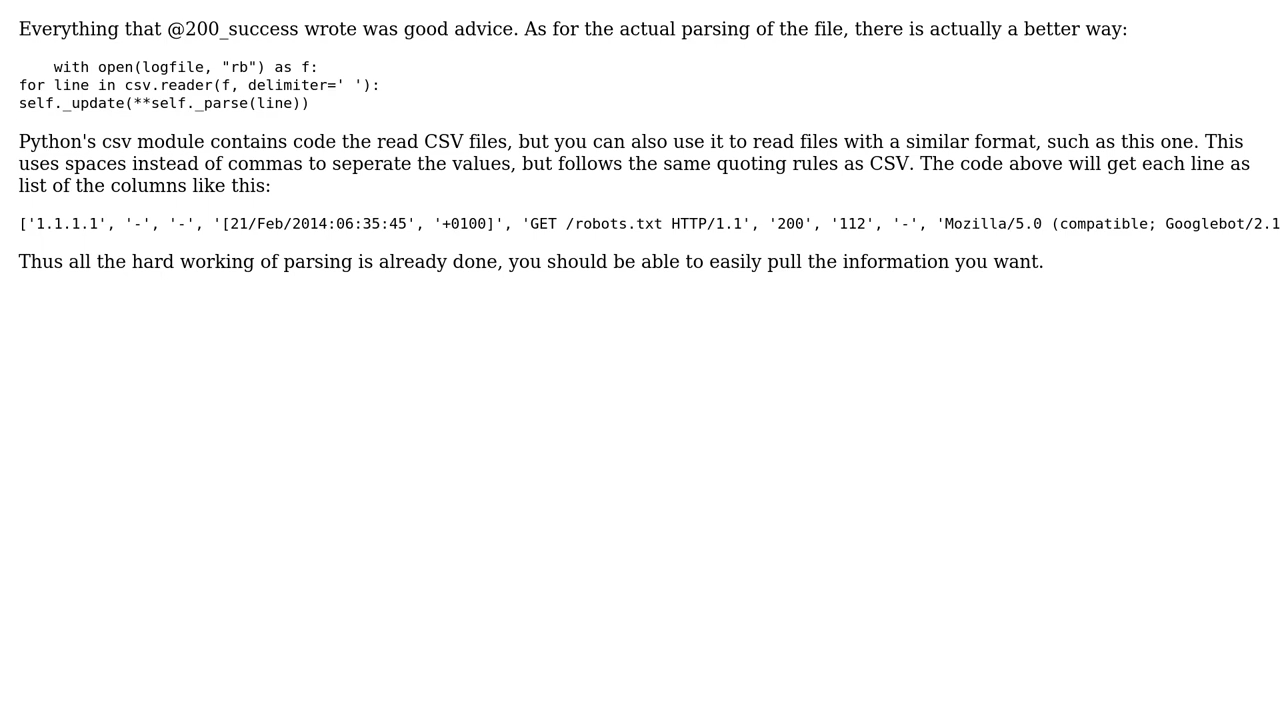 Everything that @200_success wrote was good advice. As for the actual parsing of the file, there is actually a better way:
    with open(logfile, "rb") as f:
for line in csv.reader(f, delimiter=' '):
self._update(**self._parse(line))
Python's csv module contains code the read CSV files, but you can also use it to read files with a similar format, such as this one. This
uses spaces instead of commas to seperate the values, but follows the same quoting rules as CSV. The code above will get each line as
list of the columns like this:
['1.1.1.1', '-', '-', '[21/Feb/2014:06:35:45', '+0100]', 'GET /robots.txt HTTP/1.1', '200', '112', '-', 'Mozilla/5.0 (compatible; Googlebot/2.1
Thus all the hard working of parsing is already done, you should be able to easily pull the information you want.